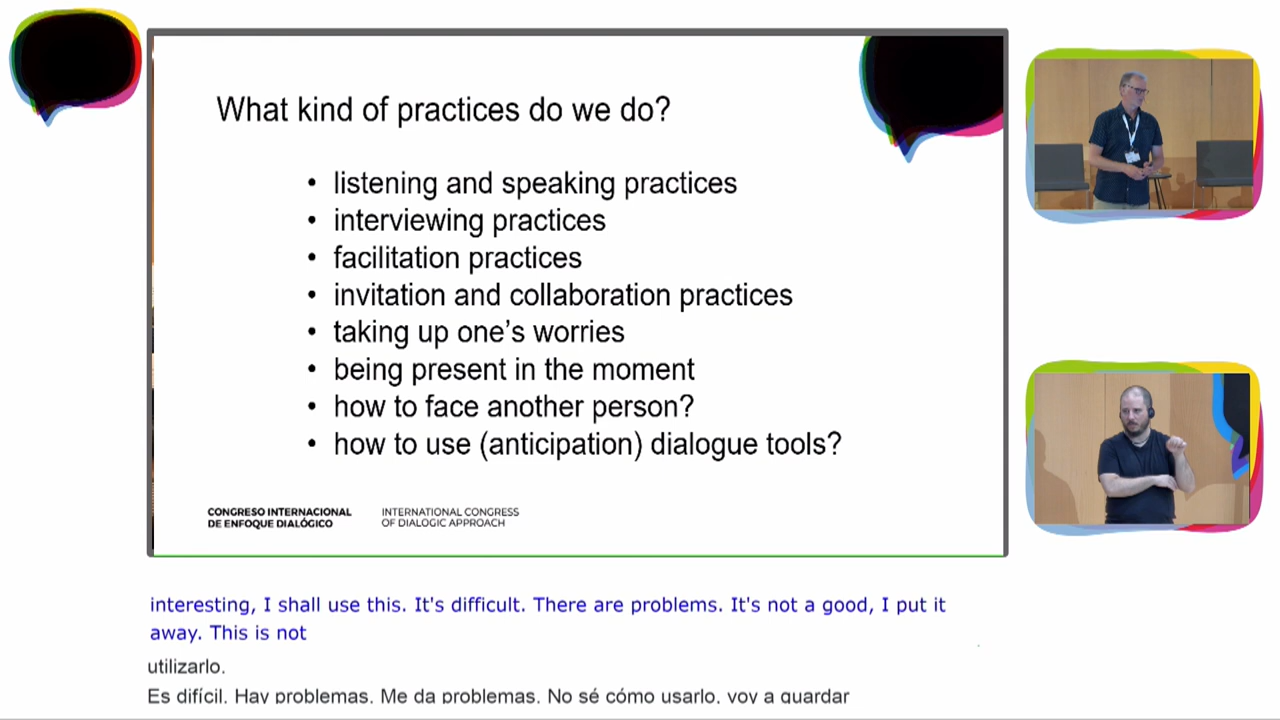 What kind of practices do we do?
• listening and speaking practices
• interviewing practices
• facilitation practices
• invitation and collaboration practices
• taking up one’s worries
• being present in the moment
• how to face another person?
• how to use (anticipation) dialogue tools?
CONGRESO INTERNACIONAL
DE ENFOQUE DIALÓGICO
INTERNATIONAL CONGRESS
OF DIALOGIC APPROACH
interesting, I shall use this. It's difficult. There are problems. It's not a good, I put it
away. This is not
utilizarlo.
Es difícil. Hay problemas. Me da problemas. No sé cómo usarlo, voy a guardar